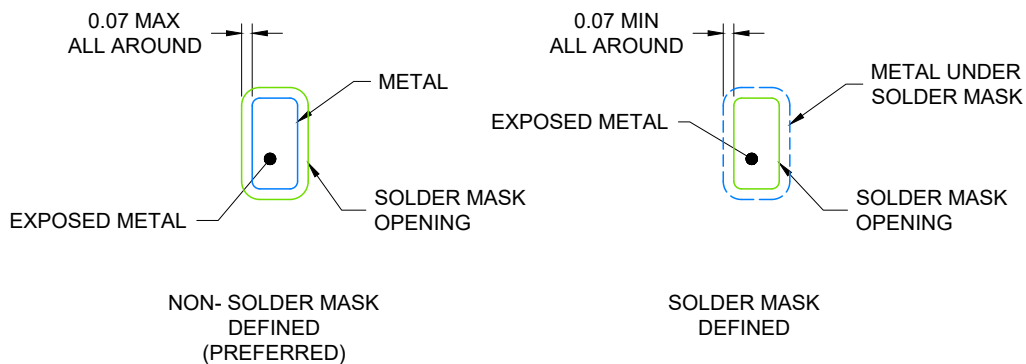 0.07 MAX
ALL AROUND
METAL
EXPOSED METAL
SOLDER MASK
OPENING
NON- SOLDER MASK
DEFINED
(PREFERRED)
0.07 MIN
ALL AROUND
METAL UNDER
SOLDER MASK
EXPOSED METAL
SOLDER MASK
OPENING
SOLDER MASK
DEFINED